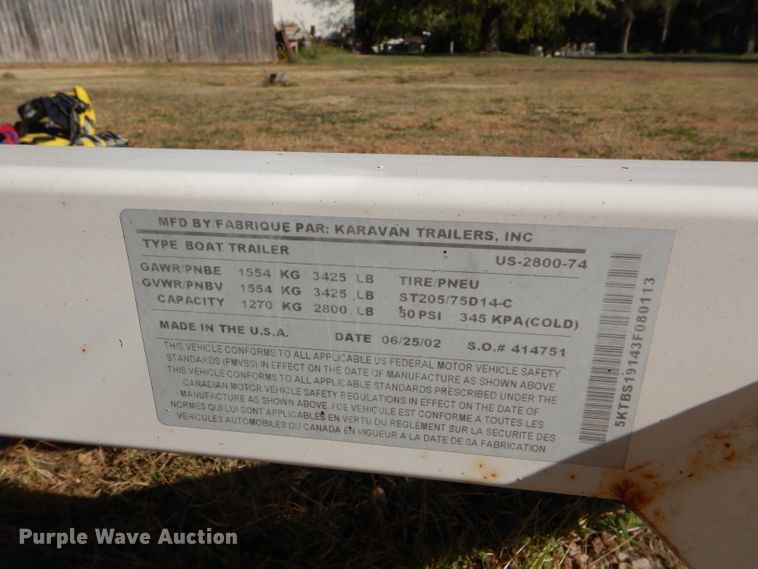 MFD BY/FABRIQUE PAR: KARAVAN TRAILERS, INC
TYPE BOAT TRAILER US-2800-74
GAWR/PNBE 1554 KG 3425 LB TIRE/PNEU
GVWR/PNBV 1554 KG 3425 LB ST205/75D14-C
CAPACITY 1270 KG 2800 LB 50 PSI 345 KPA(COLD)
MADE IN THE U.S.A. DATE 06/25/02 S.O.# 414751
THIS VEHICLE CONFORMS TO ALL APPLICABLE US FEDERAL MOTOR VEHICLE SAFETY
STANDARDS (FMVSS) IN EFFECT ON THE DATE OF MANUFACTURE AS SHOWN ABOVE.
THIS VEHICLE CONFORMS TO ALL APPLICABLE STANDARDS PRESCRIBED UNDER THE
CANADIAN MOTOR VEHICLE SAFETY REGULATIONS IN EFFECT ON THE DATE OF
MANUFACTURE AS SHOWN ABOVE. / CE VEHICULE EST CONFORME A TOUTES LES
NORMES QUI LUI SONT APPLICABLES EN VERTU DU REGLEMENT SUR LA SECURITE DES
VEHICULES AUTOMOBILES DU CANADA EN VIGUEUR A LA DATE DE SA FABRICATION
5KTBS19143F080113
Purple Wave Auction